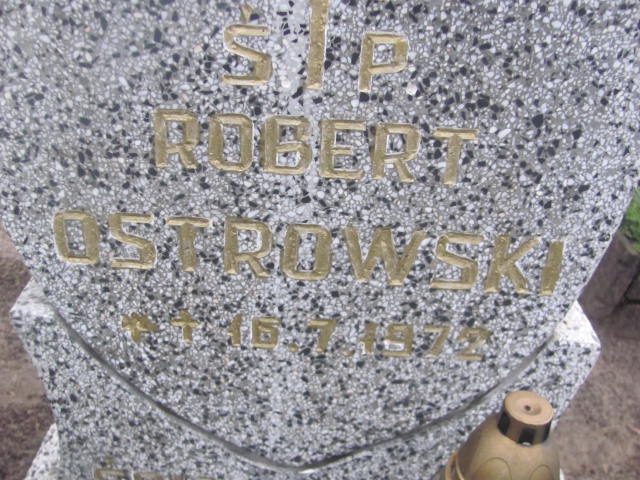 Ś P
ROBERT
OSTROWSKI
* † 16.7.1972